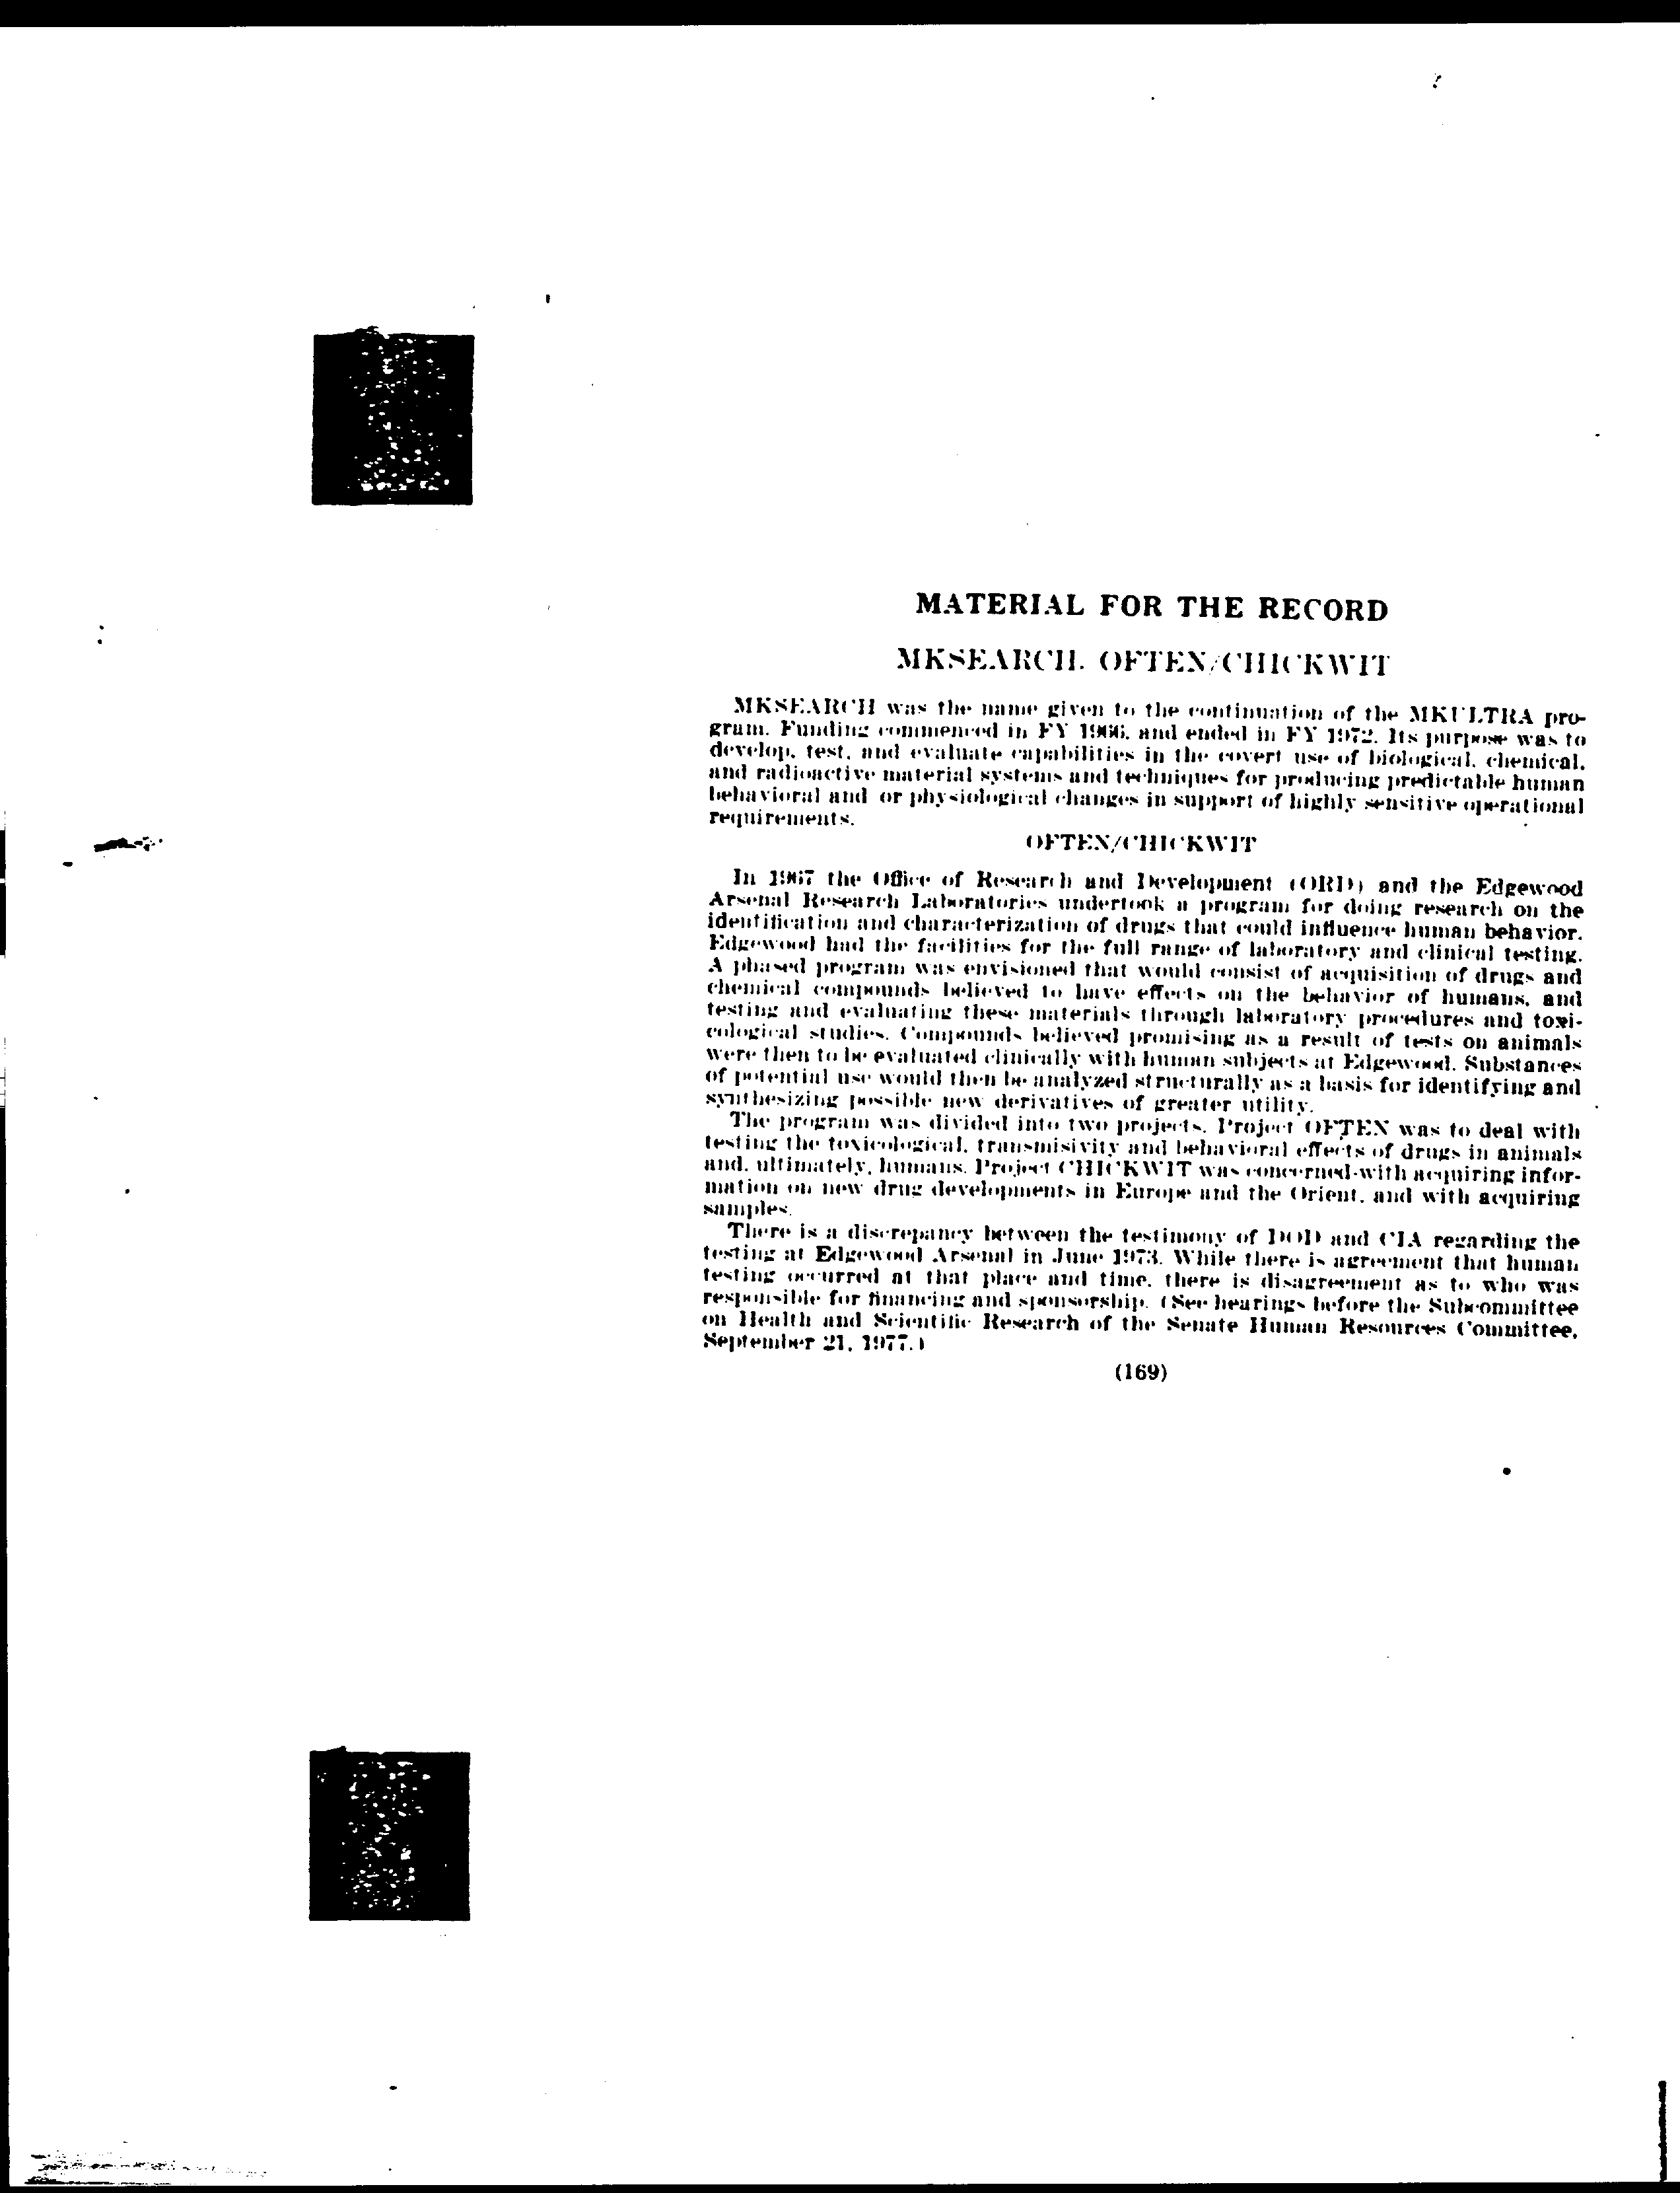 MATERIAL FOR THE RECORD
MKSEARCH, OFTEN/CHICKWIT
MKSEARCH was the name given to the continuation of the MKULTRA pro-
gram. Funding commenced in FY 1966, and ended in FY 1972. Its purpose was to
develop, test, and evaluate capabilities in the covert use of biological, chemical,
and radioactive material systems and techniques for producing predictable human
behavioral and or physiological changes in support of highly sensitive operational
requirements.
OFTEN/CHICKWIT
In 1967 the Office of Research and Development (ORD) and the Edgewood
Arsenal Research Laboratories undertook a program for doing research on the
identification and characterization of drugs that could influence human behavior.
Edgewood had the facilities for the full range of laboratory and clinical testing.
A phased program was envisioned that would consist of acquisition of drugs and
chemical compounds believed to have effects on the behavior of humans, and
testing and evaluating these materials through laboratory procedures and toxi-
cological studies. Compounds believed promising as a result of tests on animals
were then to be evaluated clinically with human subjects at Edgewood. Substances
of potential use would then be analyzed structurally as a basis for identifying and
synthesizing possible new derivatives of greater utility.
The program was divided into two projects. Project OFTEN was to deal with
testing the toxicological, transmisivity and behavioral effects of drugs in animals
and, ultimately, humans. Project CHICKWIT was concerned with acquiring infor-
mation on new drug developments in Europe and the Orient, and with acquiring
samples.
There is a discrepancy between the testimony of DOD and CIA regarding the
testing at Edgewood Arsenal in June 1973. While there is agreement that human
testing occurred at that place and time, there is disagreement as to who was
responsible for financing and sponsorship. (See hearings before the Subcommittee
on Health and Scientific Research of the Senate Human Resources Committee,
September 21, 1977.)
(169)